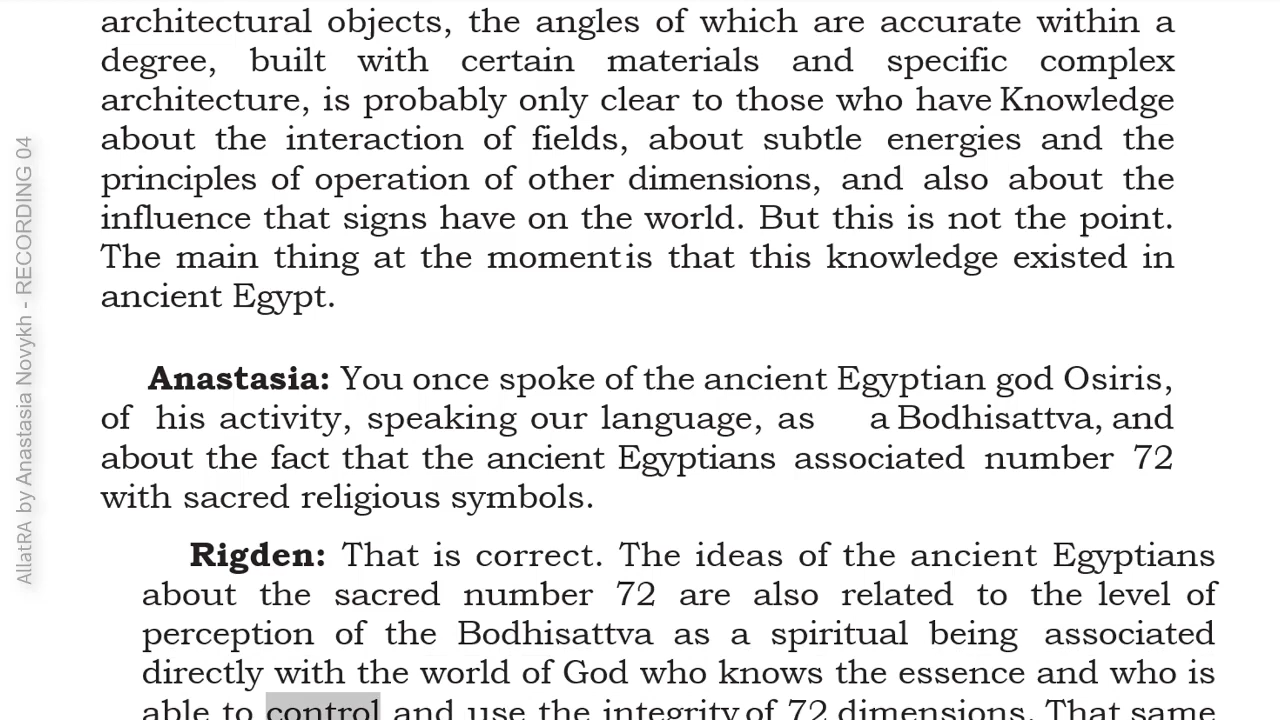 architectural objects, the angles of which are accurate within a
degree, built with certain materials and specific complex
architecture, is probably only clear to those who have Knowledge
about the interaction of fields, about subtle energies and the
principles of operation of other dimensions, and also about the
influence that signs have on the world. But this is not the point.
The main thing at the moment is that this knowledge existed in
ancient Egypt.
Anastasia: You once spoke of the ancient Egyptian god Osiris,
of his activity, speaking our language, as a Bodhisattva, and
about the fact that the ancient Egyptians associated number 72
with sacred religious symbols.
Rigden: That is correct. The ideas of the ancient Egyptians
about the sacred number 72 are also related to the level of
perception of the Bodhisattva as a spiritual being associated
directly with the world of God who knows the essence and who is
able to control and use the integrity of 72 dimensions. That same
AllatRA by Anastasia Novykh - RECORDING 04